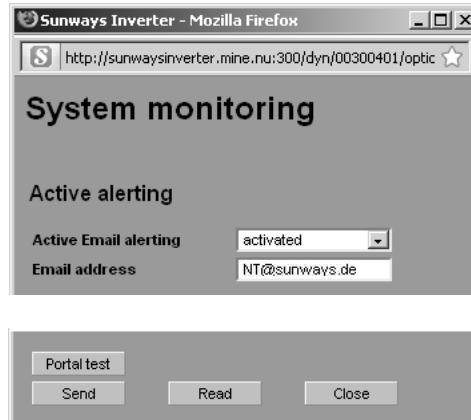 Sunways Inverter - Mozilla Firefox
S http://sunwaysinverter.mine.nu:300/dyn/00300401/optic
System monitoring
Active alerting
Active Email alerting activated
Email address NT@sunways.de
Portal test
Send Read Close